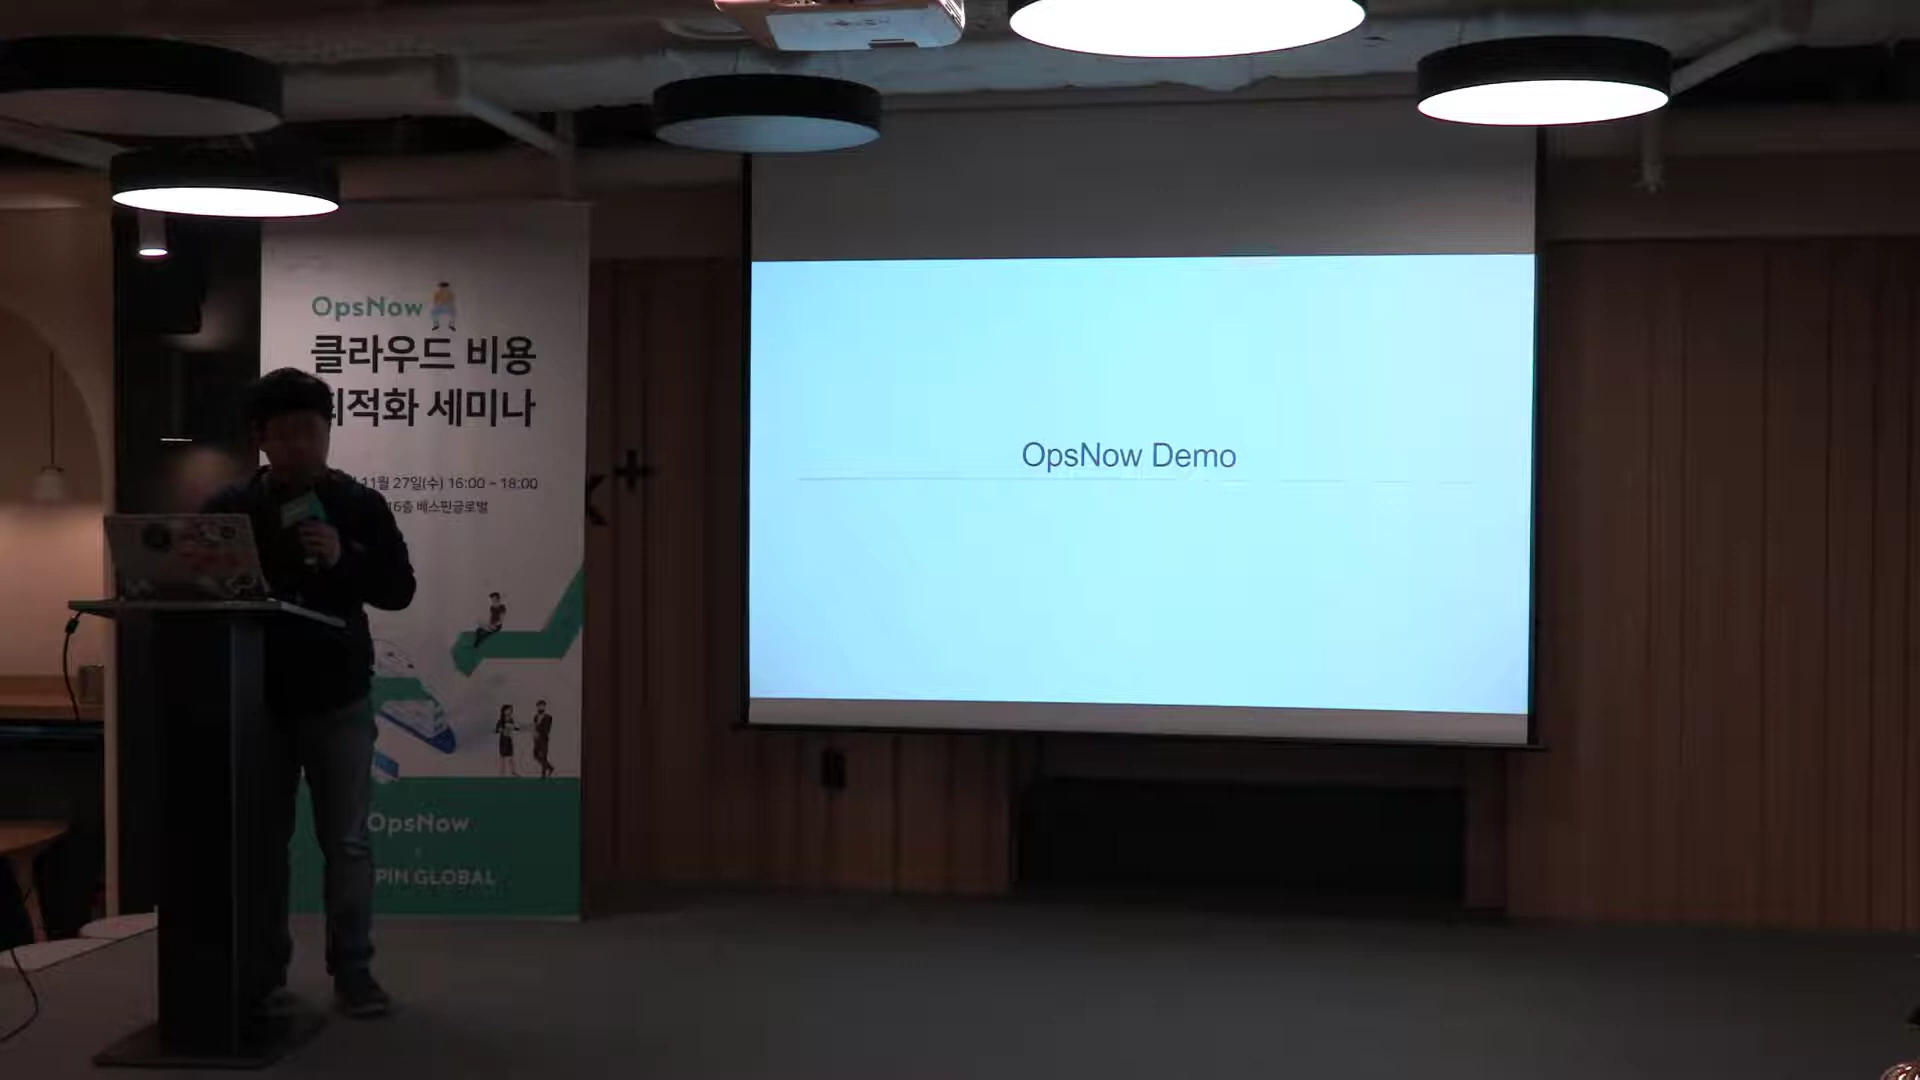 OpsNow
클라우드 비용
최적화 세미나
11월 27일(수) 16:00 ~ 18:00
6층 베스핀글로벌
OpsNow
PIN GLOBAL
OpsNow Demo